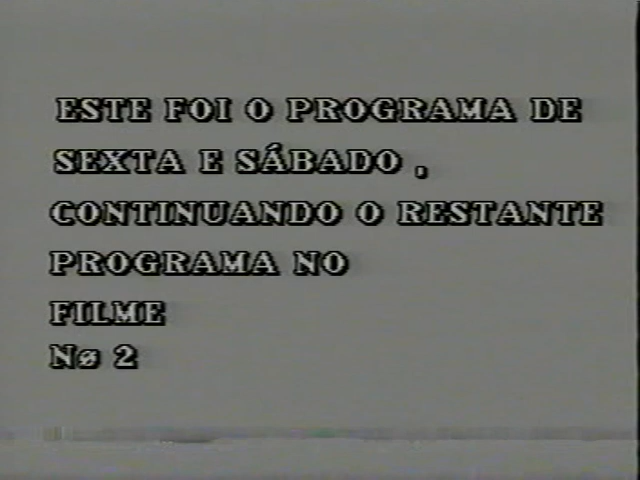 ESTE FOI O PROGRAMA DE
SEXTA E SÁBADO ,
CONTINUANDO O RESTANTE
PROGRAMA NO
FILME
Nø 2